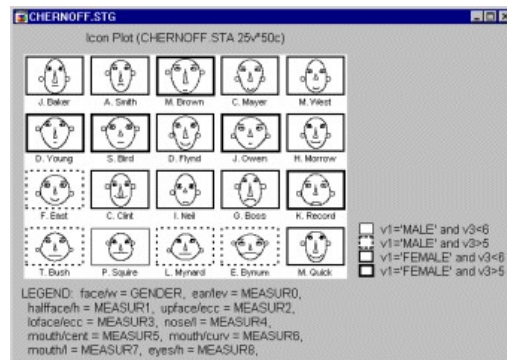 CHERNOFF.STG
Icon Plot (CHERNOFF.STA 25v*50c)
J. Baker A. Smith M. Brown C. Mayer M. West
D. Young S. Bird D. Flynd J. Owen H. Morrow
F. East C. Clint I. Neil G. Boss K. Record
T. Bush P. Squire L. Mynard E. Bynum M. Quick
v1='MALE' and v3<6
v1='MALE' and v3>5
v1='FEMALE' and v3<6
v1='FEMALE' and v3>5
LEGEND: face/w = GENDER, ear/lev = MEASUR0,
halfface/h = MEASUR1, upface/ecc = MEASUR2,
loface/ecc = MEASUR3, nose/l = MEASUR4,
mouth/cent = MEASUR5, mouth/curv = MEASUR6,
mouth/l = MEASUR7, eyes/h = MEASUR8,